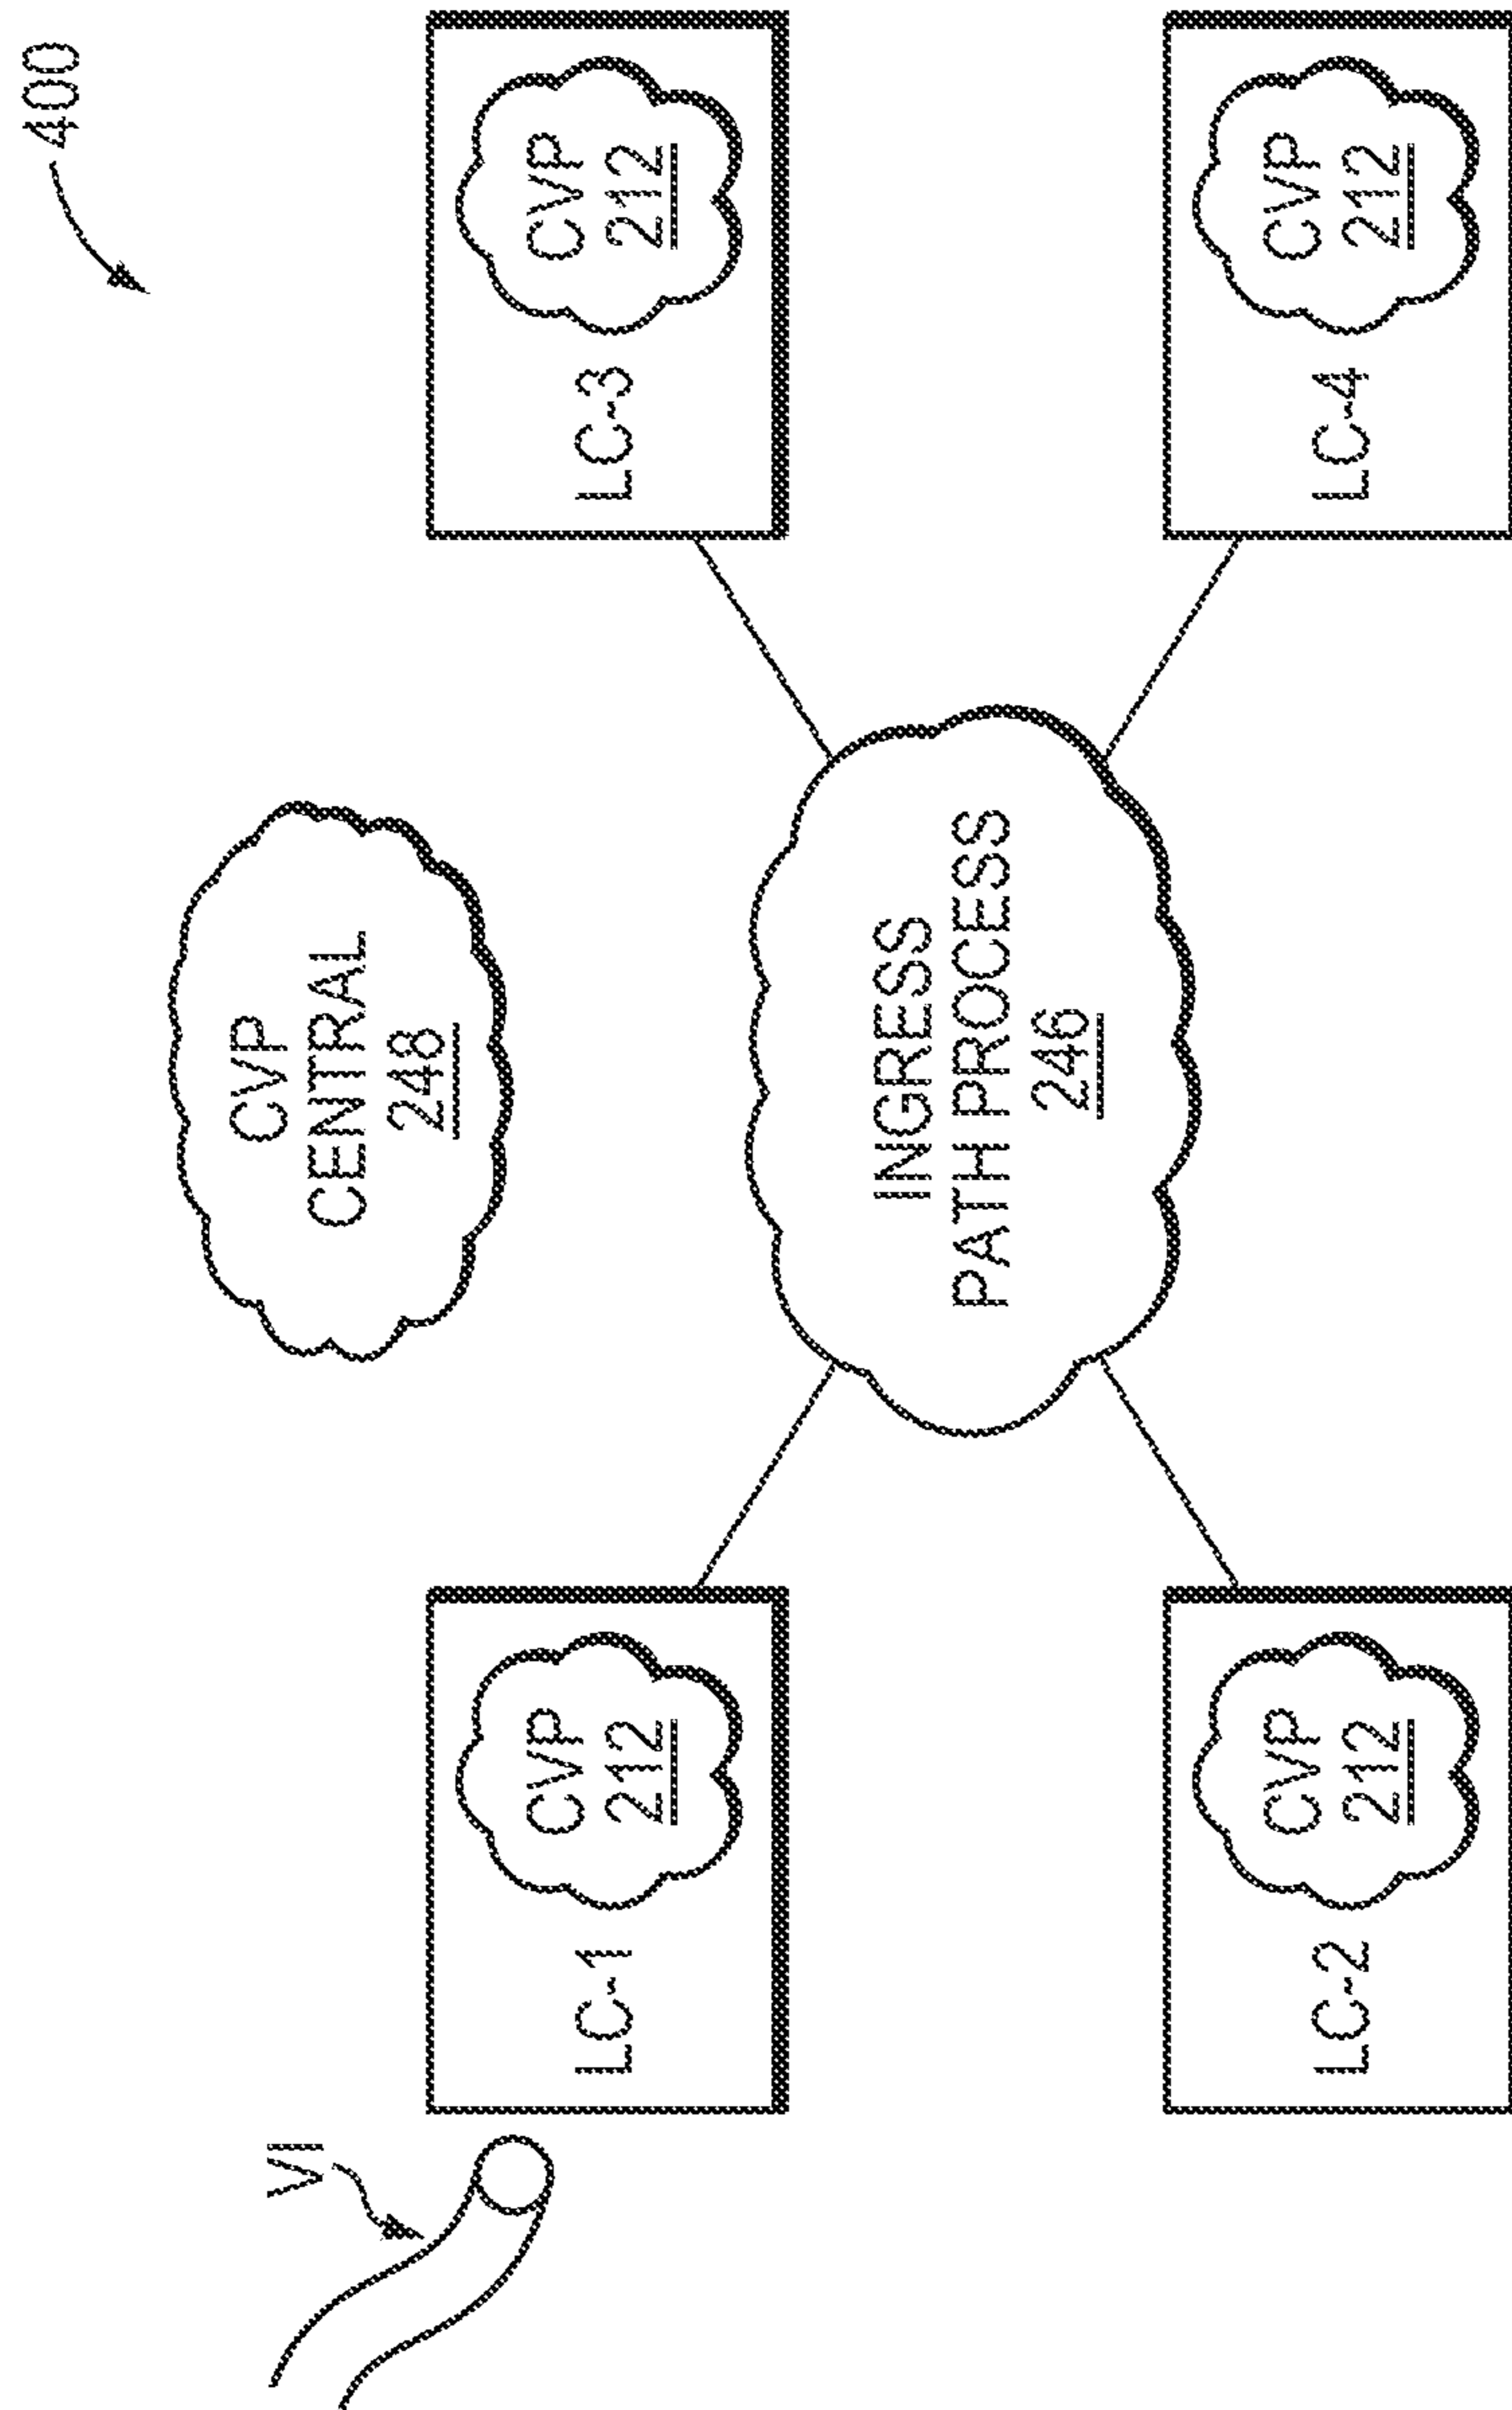 400
CVP
CENTRAL
248
VI
LC-1
CVP
212
LC-3
CVP
212
INGRESS
PATH PROCESS
246
LC-2
CVP
212
LC-4
CVP
212